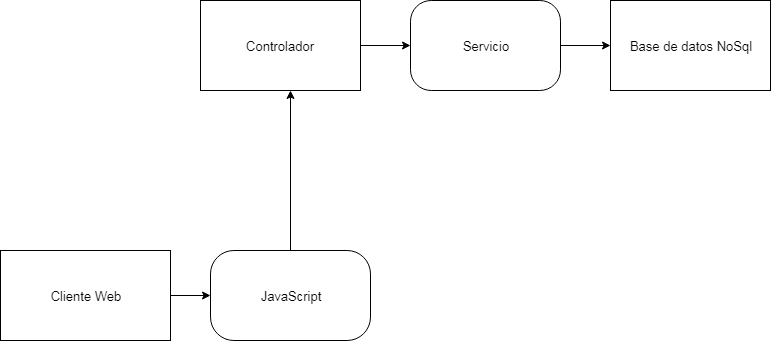 Controlador
Servicio
Base de datos NoSql
Cliente Web
JavaScript